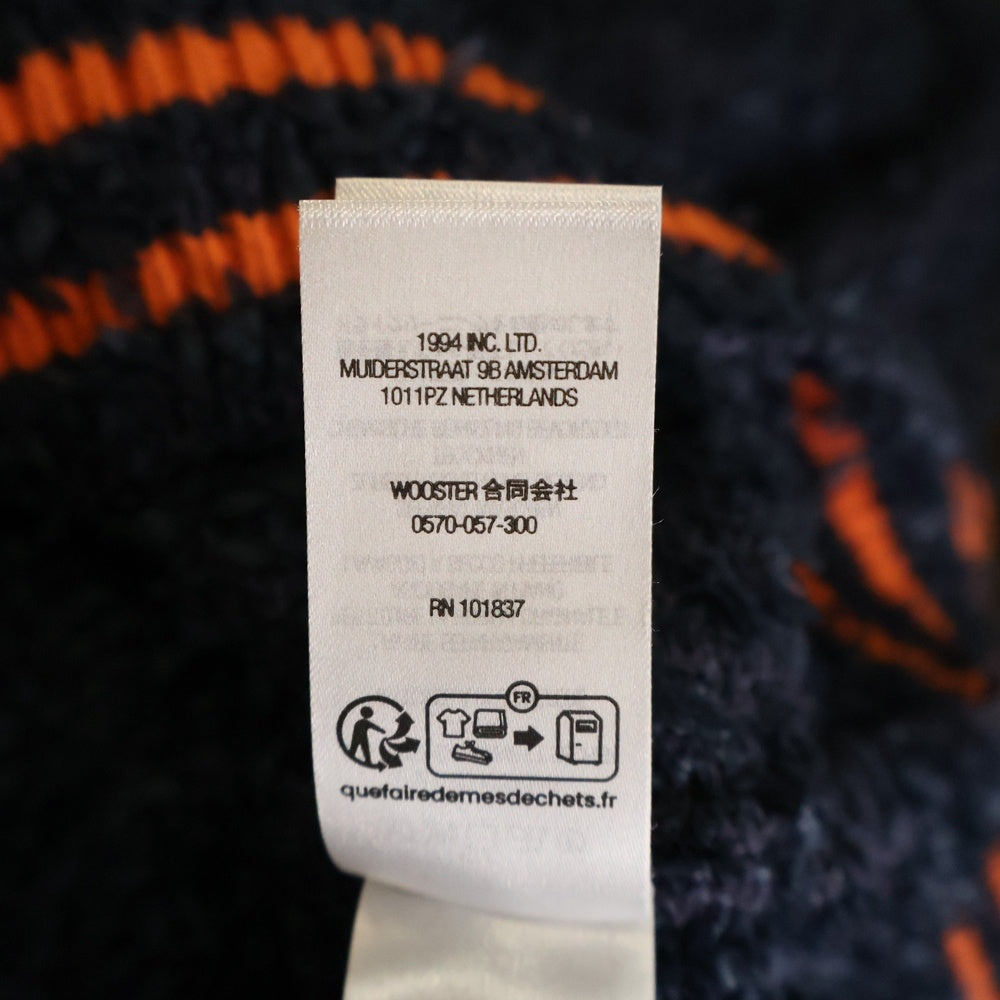 1994 INC. LTD.
MUIDERSTRAAT 9B AMSTERDAM
1011PZ NETHERLANDS
WOOSTER 合同会社
0570-057-300
RN 101837
FR
quefairedemesdechets.fr